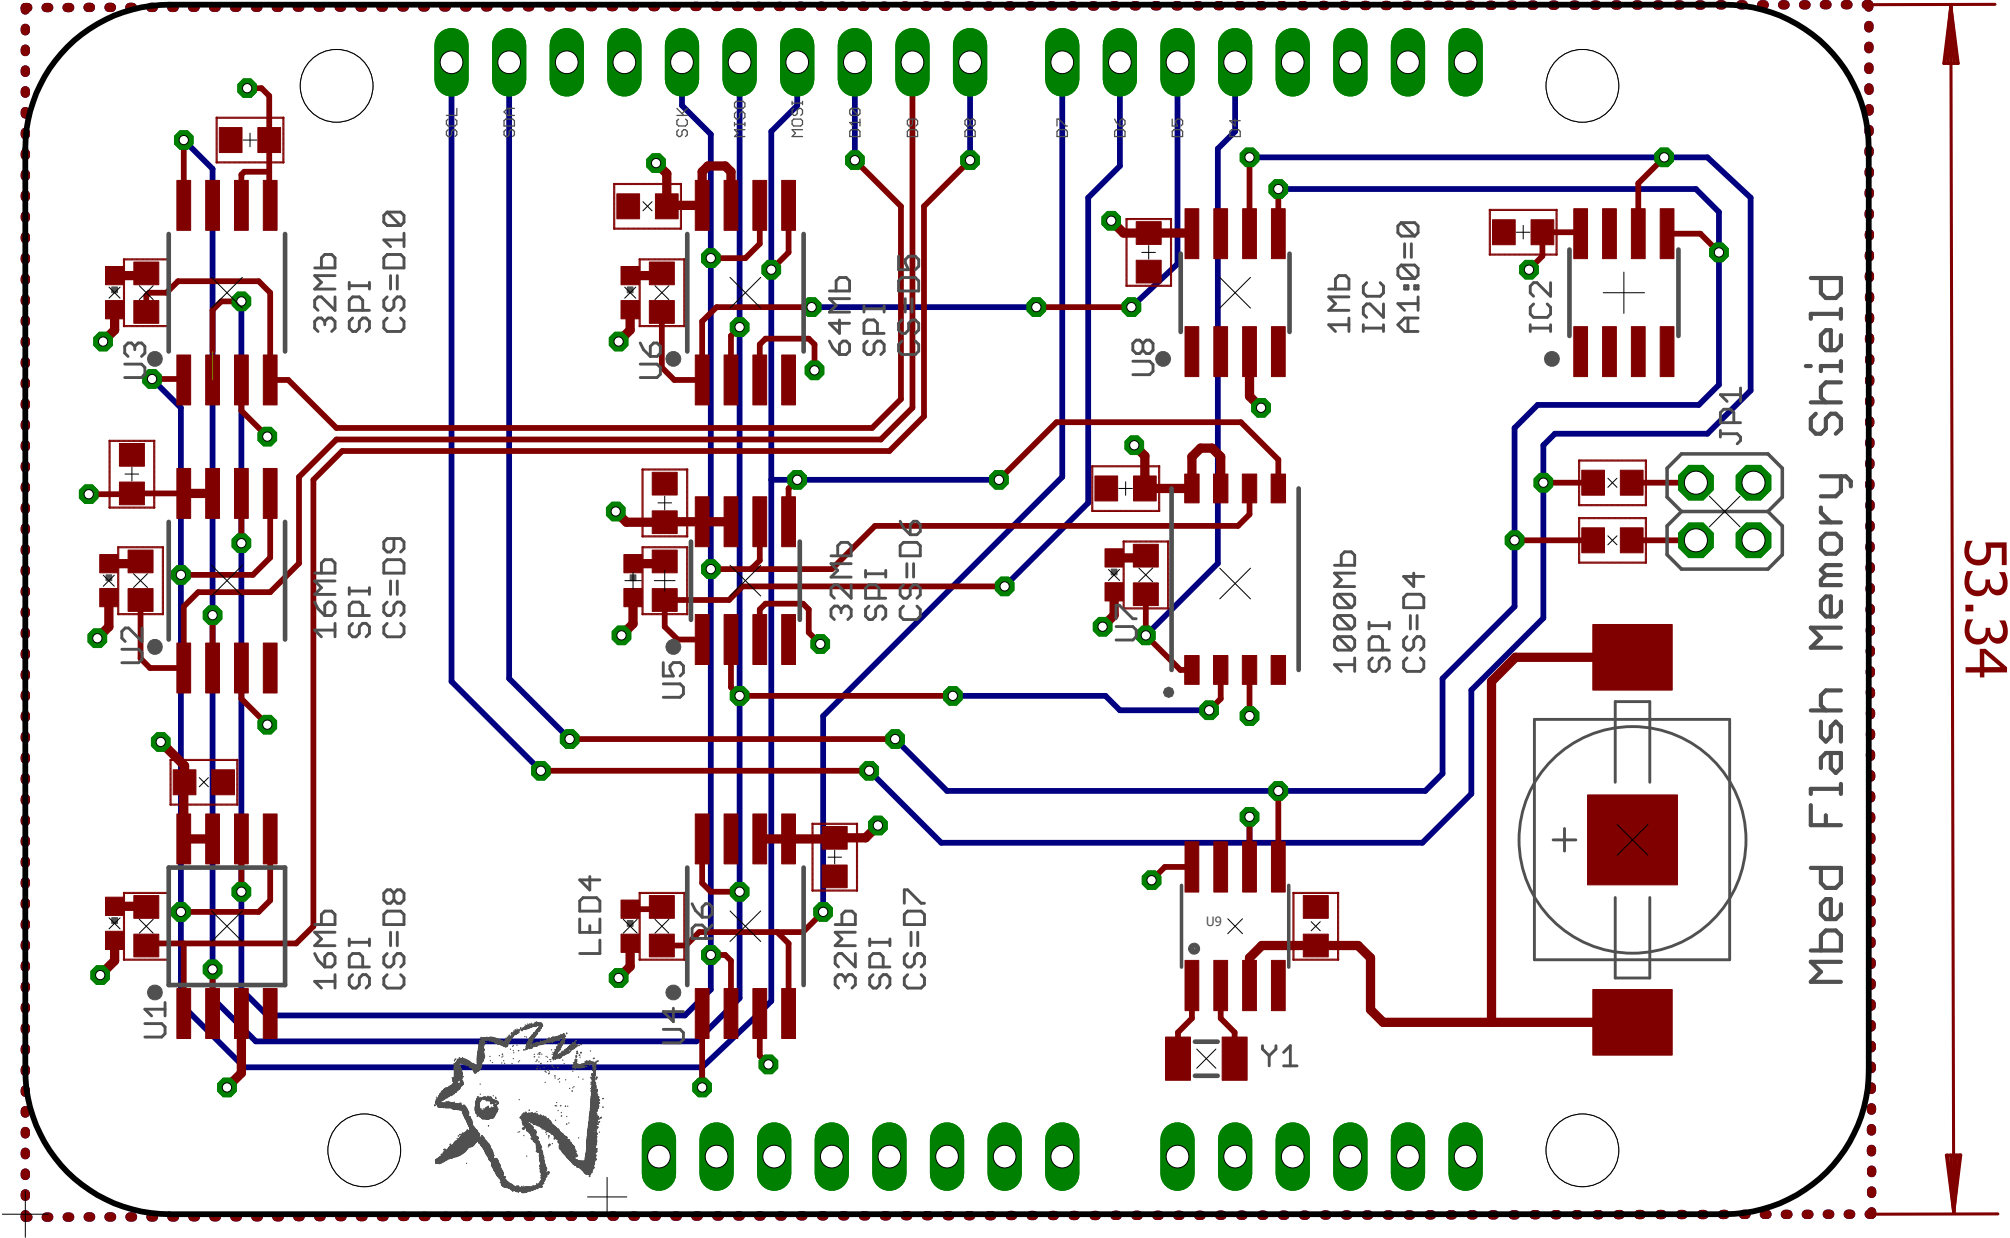 SCL
SDA
SCK
MISO
MOSI
D10
D9
D8
D7
D6
D5
D4
U3
32Mb
SPI
CS=D10
U6
64Mb
SPI
CS=D5
U8
1Mb
I2C
A1:0=0
IC2
JP1
U2
16Mb
SPI
CS=D9
U5
32Mb
SPI
CS=D6
U7
1000Mb
SPI
CS=D4
U1
16Mb
SPI
CS=D8
LED4
R6
U4
32Mb
SPI
CS=D7
U9
Y1
+
Mbed Flash Memory Shield
53.34